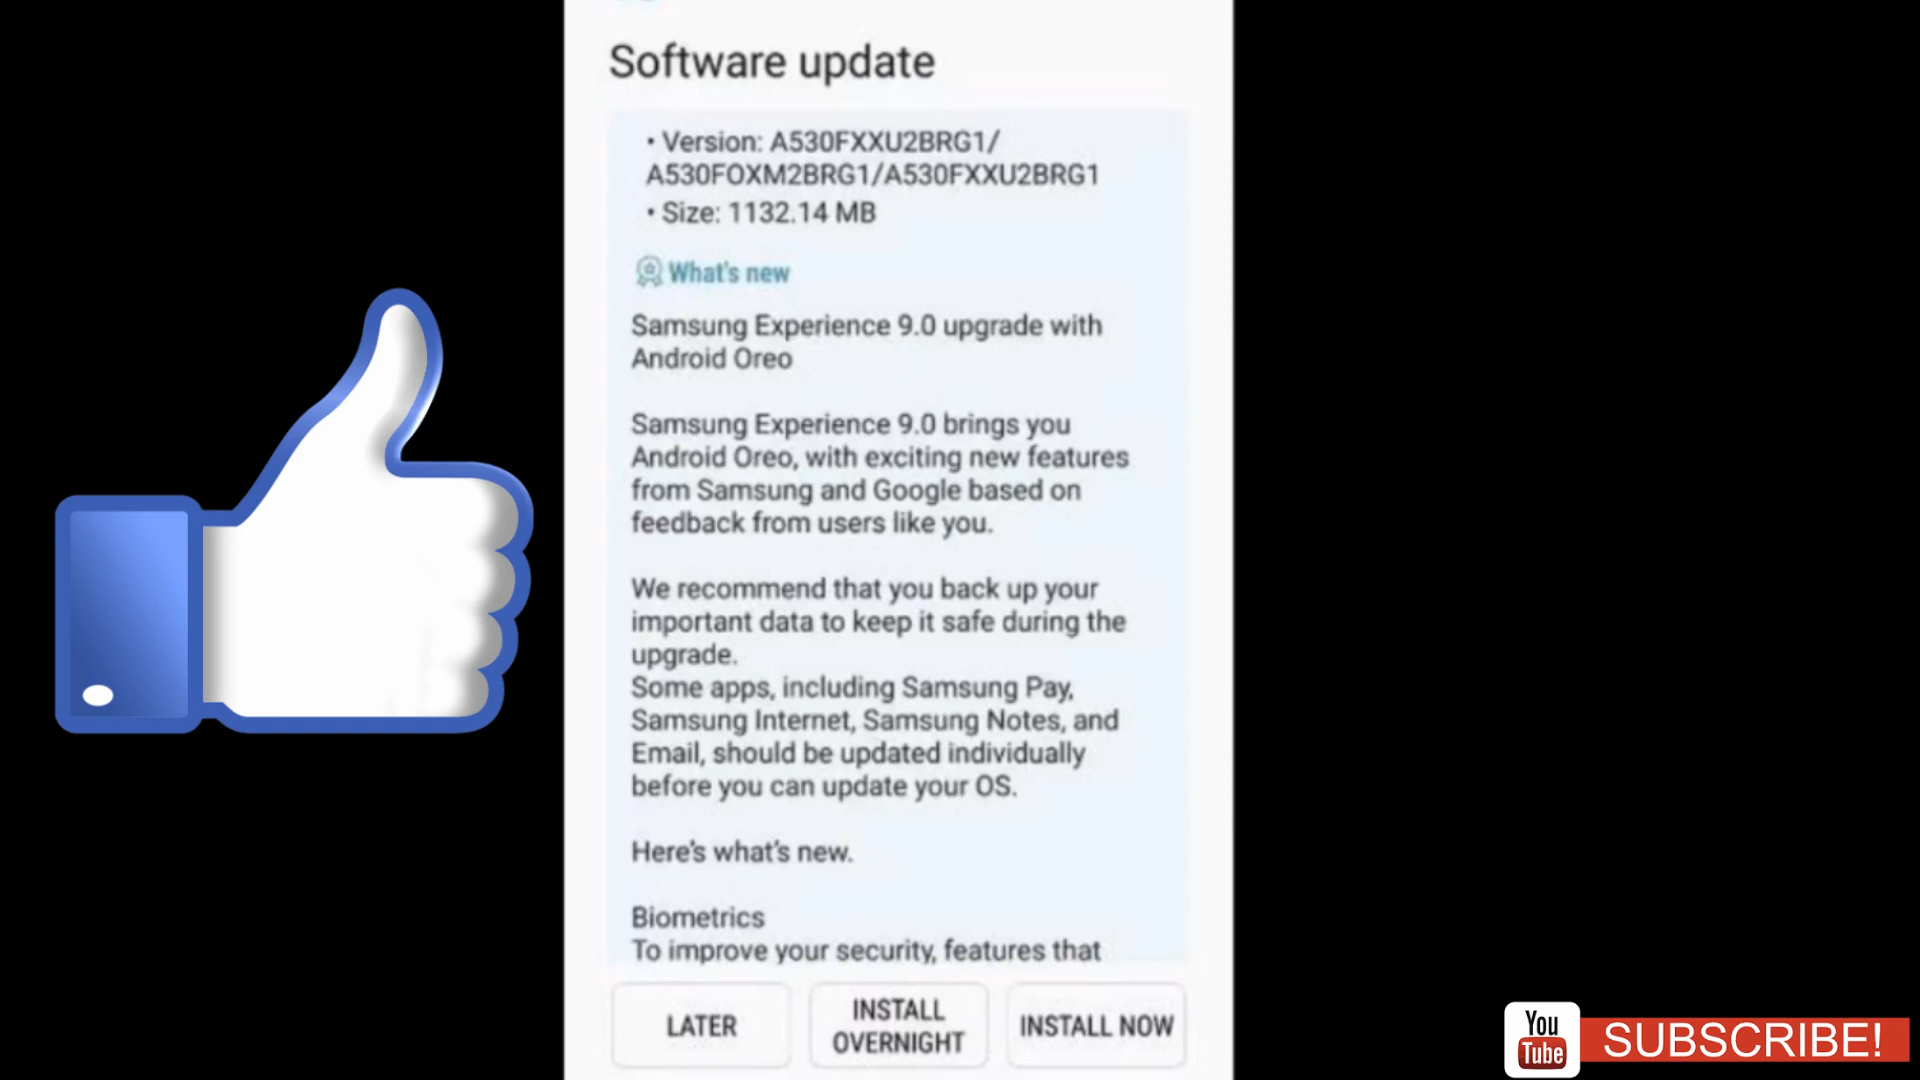 Software update
• Version: A530FXXU2BRG1/
A530FOXM2BRG1/A530FXXU2BRG1
• Size: 1132.14 MB
What's new
Samsung Experience 9.0 upgrade with
Android Oreo
Samsung Experience 9.0 brings you
Android Oreo, with exciting new features
from Samsung and Google based on
feedback from users like you.
We recommend that you back up your
important data to keep it safe during the
upgrade.
Some apps, including Samsung Pay,
Samsung Internet, Samsung Notes, and
Email, should be updated individually
before you can update your OS.
Here's what's new.
Biometrics
To improve your security, features that
LATER
INSTALL
OVERNIGHT
INSTALL NOW
You
Tube
SUBSCRIBE!